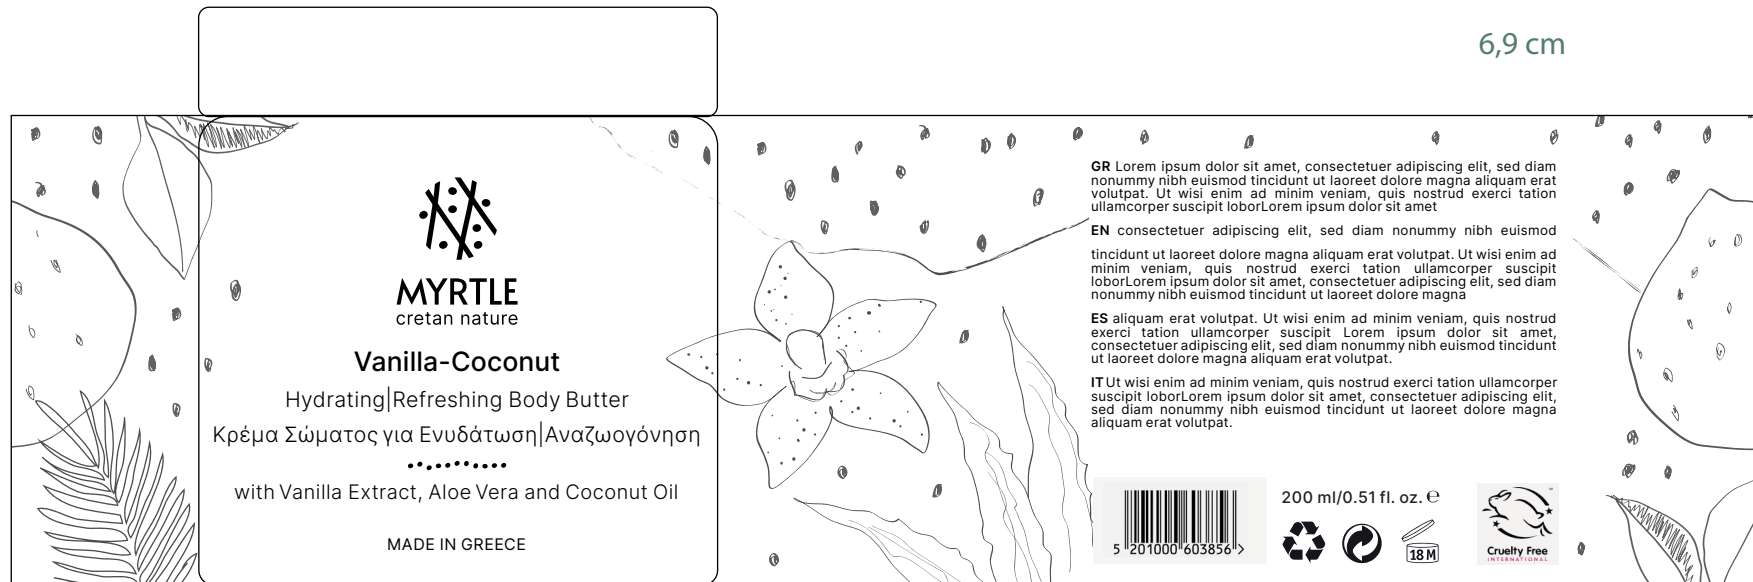 6,9 cm
MYRTLE
cretan nature
Vanilla-Coconut
Hydrating|Refreshing Body Butter
Κρέμα Σώματος για Ενυδάτωση|Αναζωογόνηση
with Vanilla Extract, Aloe Vera and Coconut Oil
MADE IN GREECE
GR Lorem ipsum dolor sit amet, consectetuer adipiscing elit, sed diam
nonummy nibh euismod tincidunt ut laoreet dolore magna aliquam erat
volutpat. Ut wisi enim ad minim veniam, quis nostrud exerci tation
ullamcorper suscipit loborLorem ipsum dolor sit amet
EN consectetuer adipiscing elit, sed diam nonummy nibh euismod
tincidunt ut laoreet dolore magna aliquam erat volutpat. Ut wisi enim ad
minim veniam, quis nostrud exerci tation ullamcorper suscipit
loborLorem ipsum dolor sit amet, consectetuer adipiscing elit, sed diam
nonummy nibh euismod tincidunt ut laoreet dolore magna
ES aliquam erat volutpat. Ut wisi enim ad minim veniam, quis nostrud
exerci tation ullamcorper suscipit Lorem ipsum dolor sit amet,
consectetuer adipiscing elit, sed diam nonummy nibh euismod tincidunt
ut laoreet dolore magna aliquam erat volutpat.
IT Ut wisi enim ad minim veniam, quis nostrud exerci tation ullamcorper
suscipit loborLorem ipsum dolor sit amet, consectetuer adipiscing elit,
sed diam nonummy nibh euismod tincidunt ut laoreet dolore magna
aliquam erat volutpat.
5 201000 603856 >
200 ml/0.51 fl. oz. ℮
18 M
Cruelty Free
INTERNATIONAL